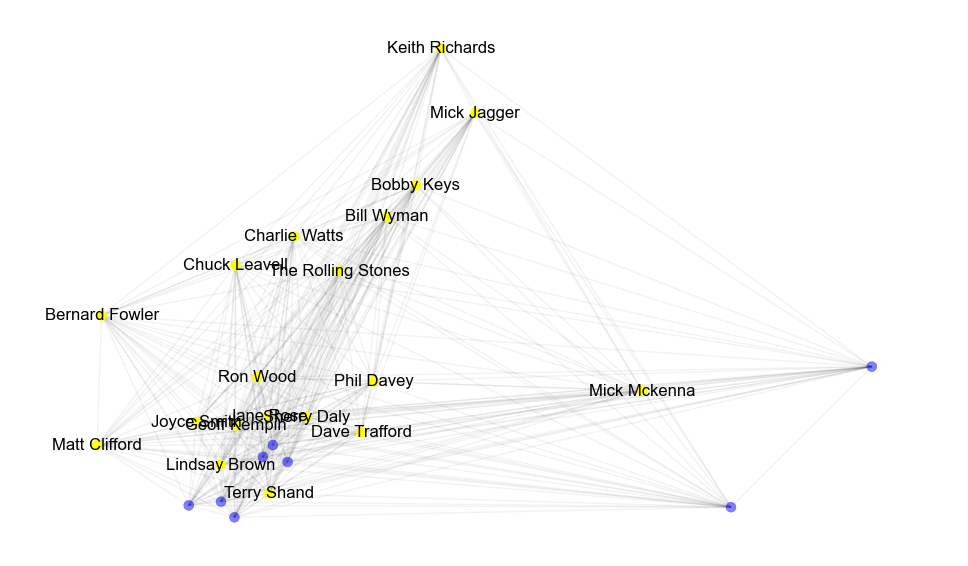 Keith Richards
Mick Jagger
Bobby Keys
Bill Wyman
Charlie Watts
Chuck Leavell
The Rolling Stones
Bernard Fowler
Ron Wood
Phil Davey
Mick Mckenna
Jane Rose
Sherry Daly
Joyce Smith
Geoff Kempin
Dave Trafford
Matt Clifford
Lindsay Brown
Terry Shand